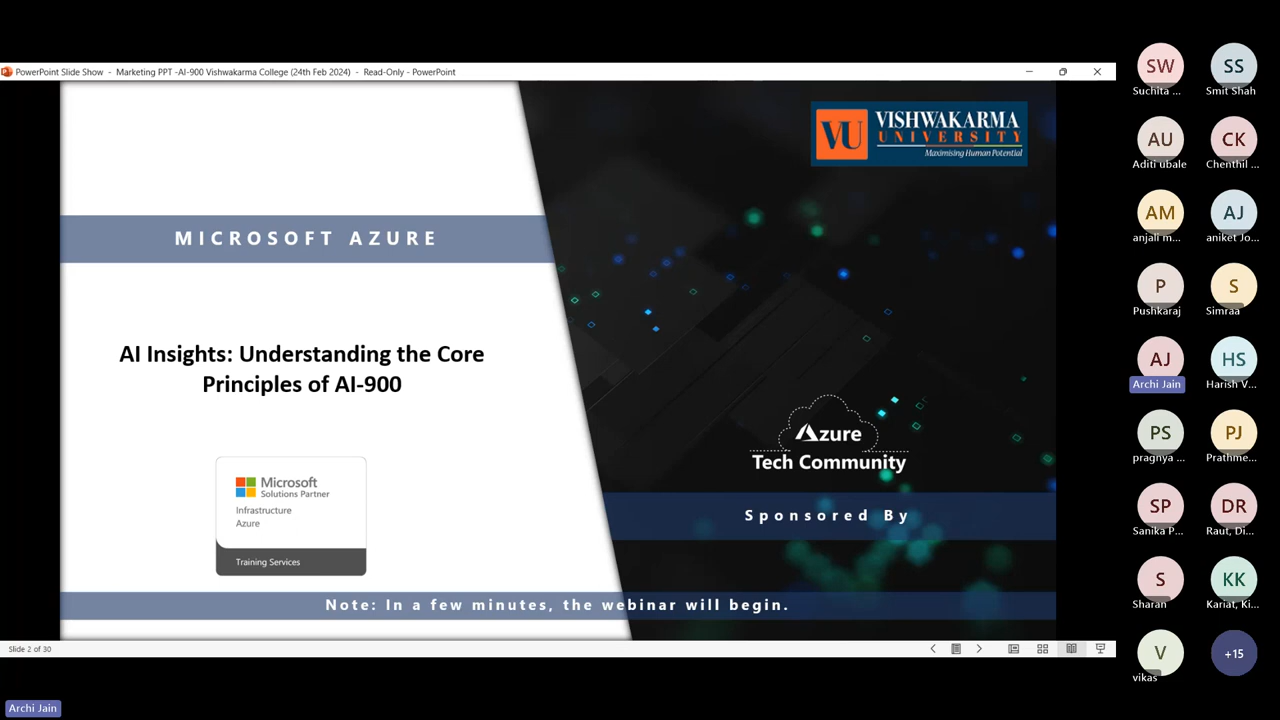 PowerPoint Slide Show - Marketing PPT -AI-900 Vishwakarma College (24th Feb 2024) - Read-Only - PowerPoint
VU
VISHWAKARMA
UNIVERSITY
Maximising Human Potential
MICROSOFT AZURE
AI Insights: Understanding the Core
Principles of AI-900
Microsoft
Solutions Partner
Infrastructure
Azure
Training Services
Azure
Tech Community
Sponsored By
Note: In a few minutes, the webinar will begin.
Slide 2 of 30
SW
Suchita ...
SS
Smit Shah
AU
Aditi ubale
CK
Chenthil ...
AM
anjali m...
AJ
aniket Jo...
P
Pushkaraj
S
Simraa
AJ
Archi Jain
HS
Harish V...
PS
pragnya ...
PJ
Prathme...
SP
Sanika P...
DR
Raut, Di...
S
Sharan
KK
Kariat, Ki...
V
vikas
+15
Archi Jain